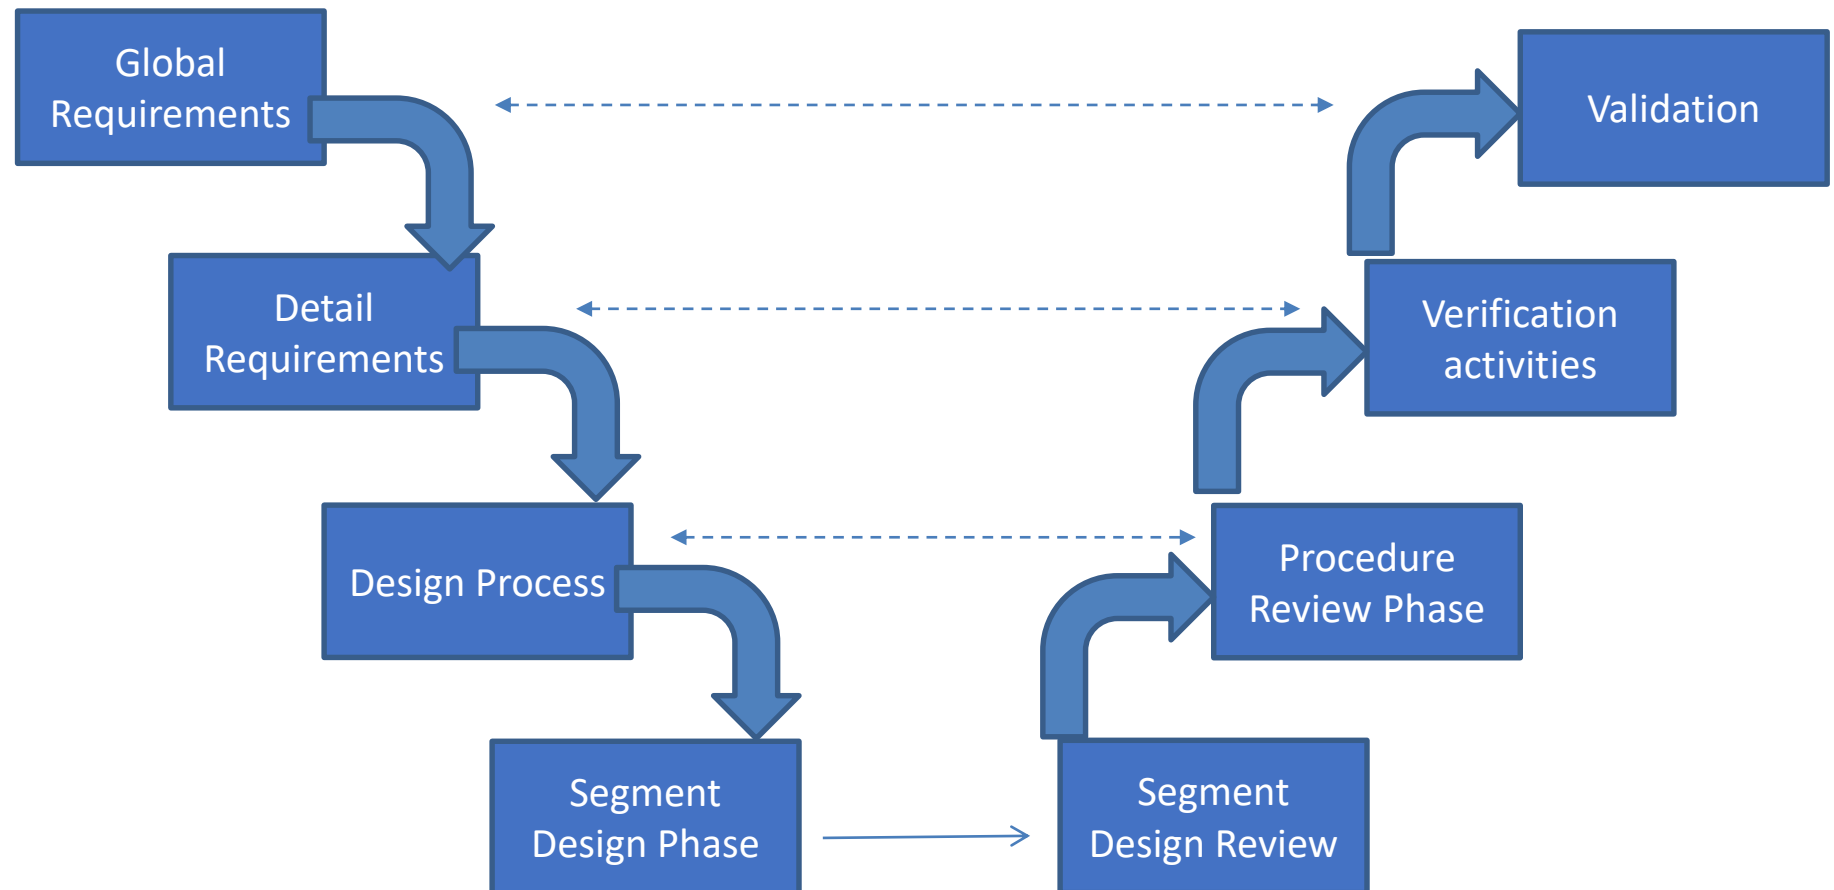 Global
Requirements
Validation
Detail
Requirements
Verification
activities
Design Process
Procedure
Review Phase
Segment
Design Phase
Segment
Design Review